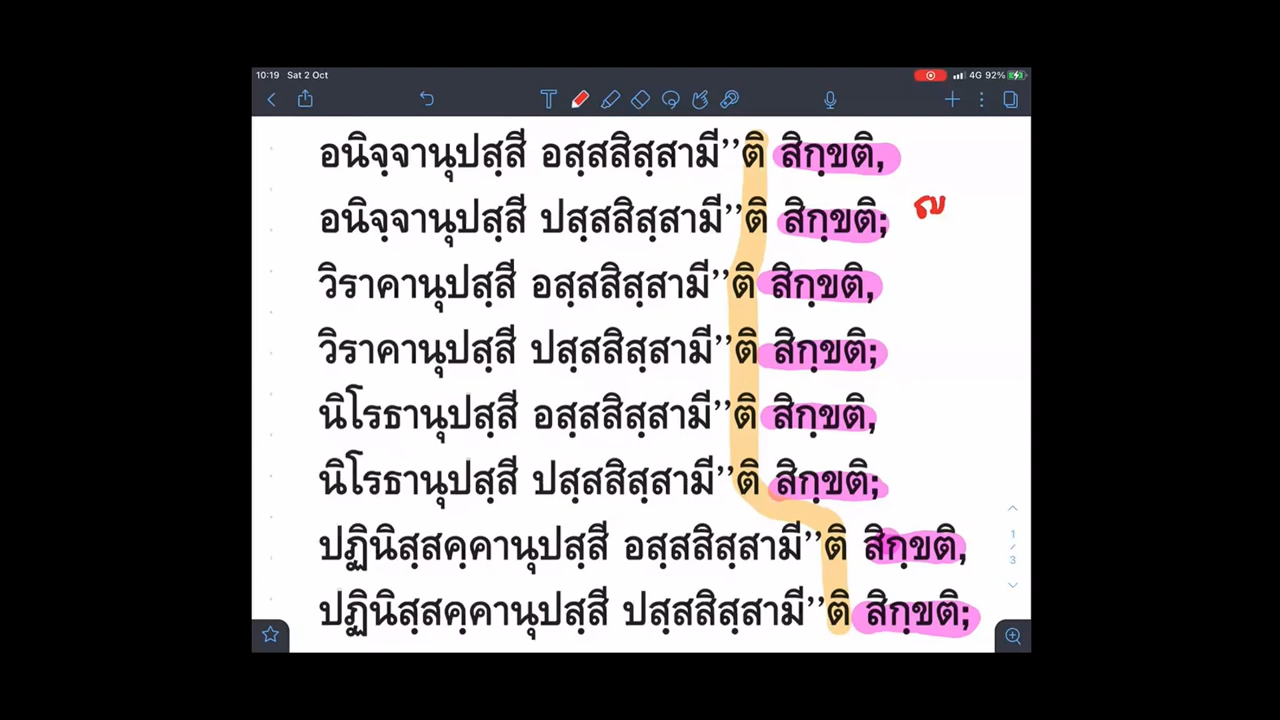 10:19 Sat 2 Oct
4G 92%
T
อนิจฺจานุปสฺสี อสฺสสิสฺสามี’’ติ สิกฺขติ,
อนิจฺจานุปสฺสี ปสฺสสิสฺสามี’’ติ สิกฺขติ;
วิราคานุปสฺสี อสฺสสิสฺสามี’’ติ สิกฺขติ,
วิราคานุปสฺสี ปสฺสสิสฺสามี’’ติ สิกฺขติ;
นิโรธานุปสฺสี อสฺสสิสฺสามี’’ติ สิกฺขติ,
นิโรธานุปสฺสี ปสฺสสิสฺสามี’’ติ สิกฺขติ;
ปฏินิสฺสคฺคานุปสฺสี อสฺสสิสฺสามี’’ติ สิกฺขติ,
ปฏินิสฺสคฺคานุปสฺสี ปสฺสสิสฺสามี’’ติ สิกฺขติ;
1
/
3